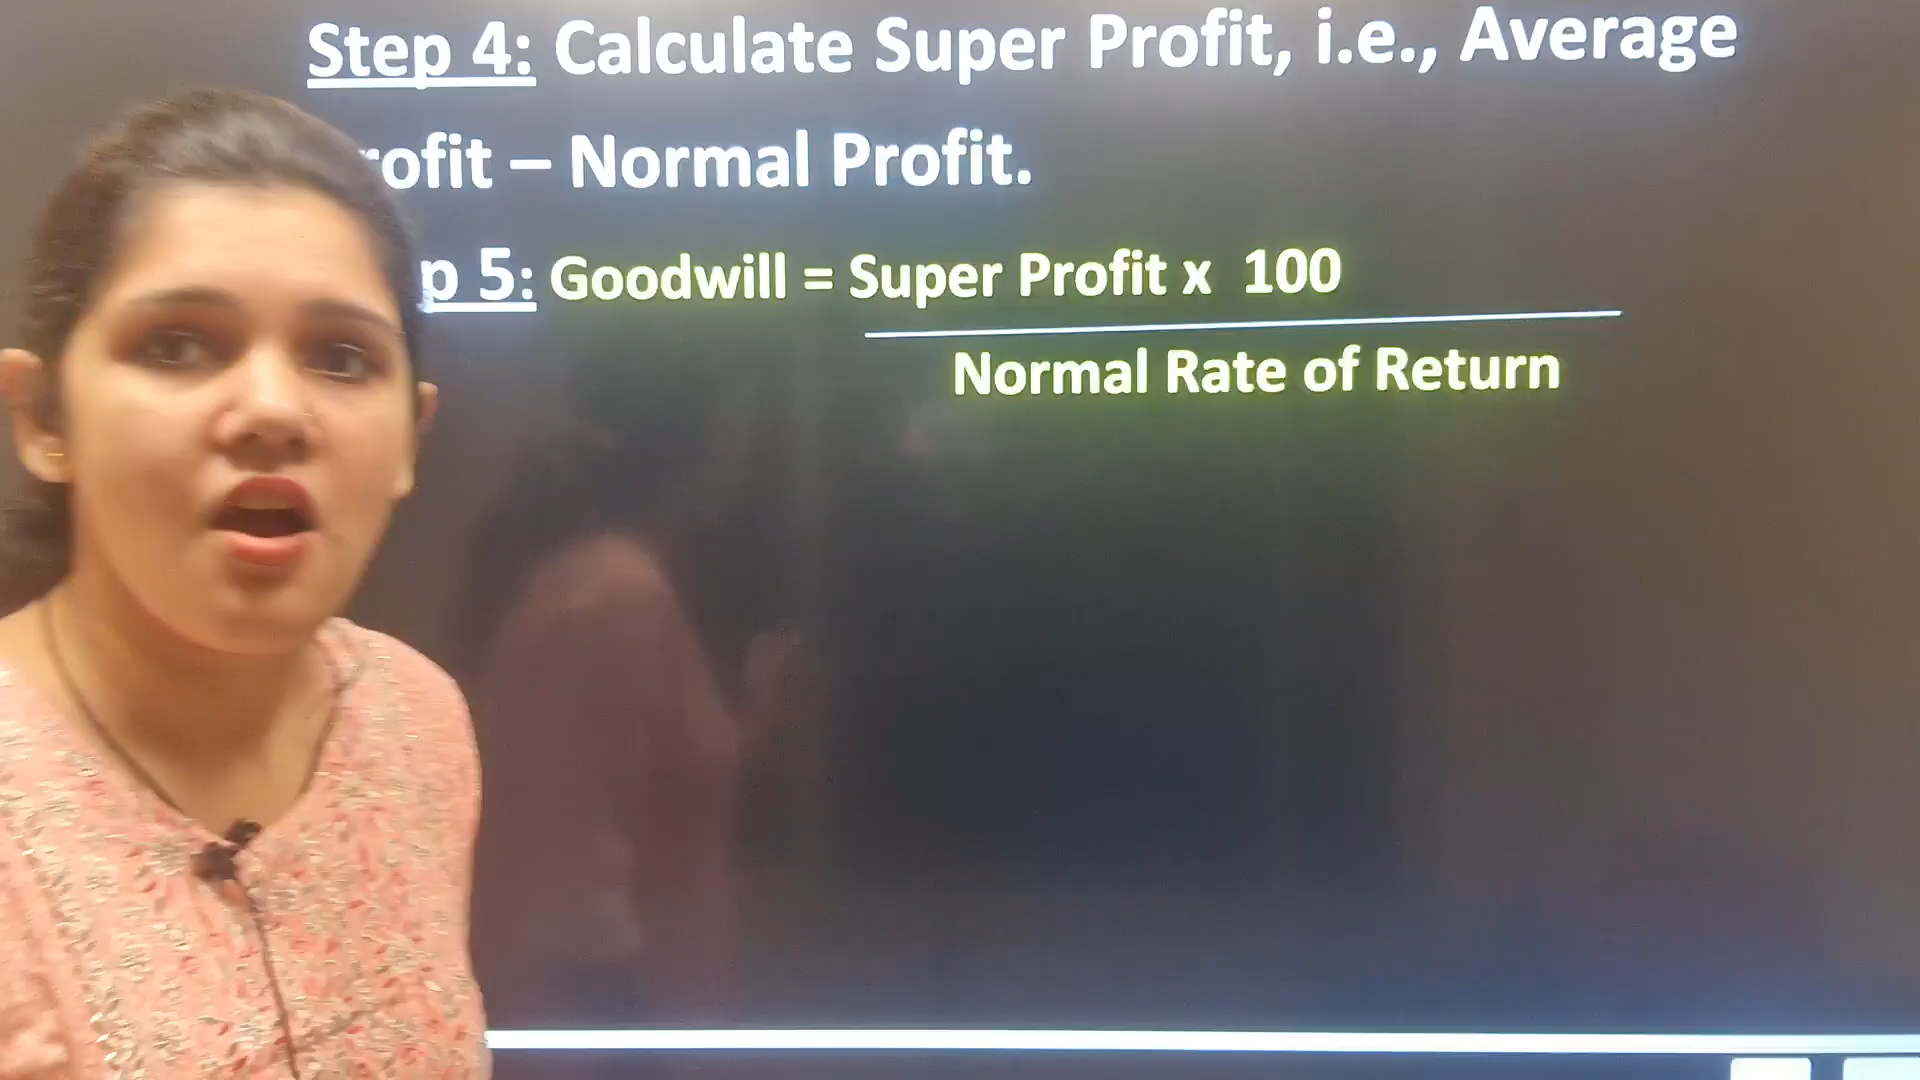 Step 4: Calculate Super Profit, i.e., Average
rofit – Normal Profit.
p 5: Goodwill = Super Profit x 100
Normal Rate of Return